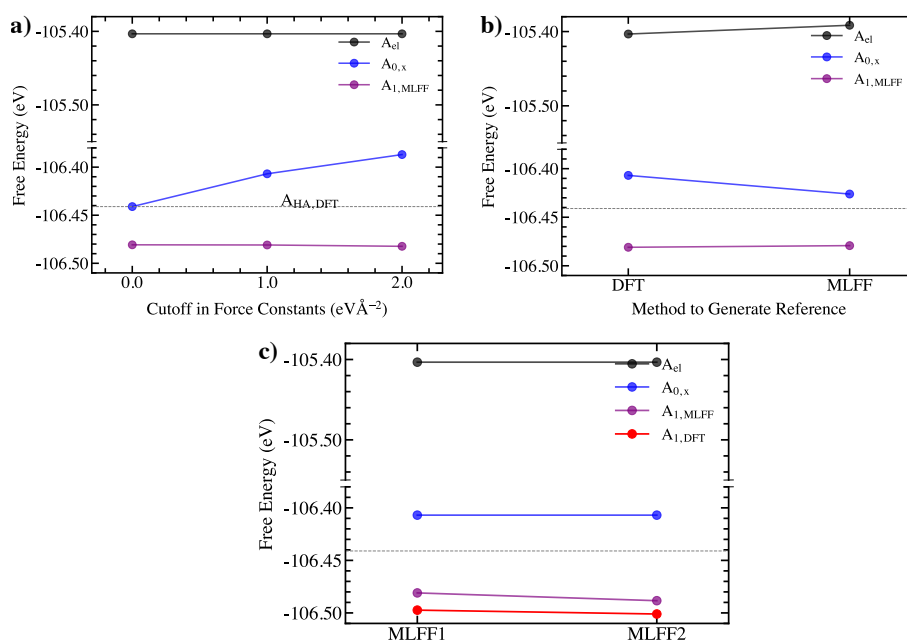 a)
Free Energy (eV)
-105.40
-105.50
-106.40
-106.45
-106.50
A_el
A_0,x
A_1,MLFF
A_HA,DFT
0.0 1.0 2.0
Cutoff in Force Constants (eVÅ⁻²)
b)
Free Energy (eV)
-105.40
-105.50
-106.40
-106.45
-106.50
A_el
A_0,x
A_1,MLFF
DFT MLFF
Method to Generate Reference
c)
Free Energy (eV)
-105.40
-105.50
-106.40
-106.45
-106.50
A_el
A_0,x
A_1,MLFF
A_1,DFT
MLFF1 MLFF2